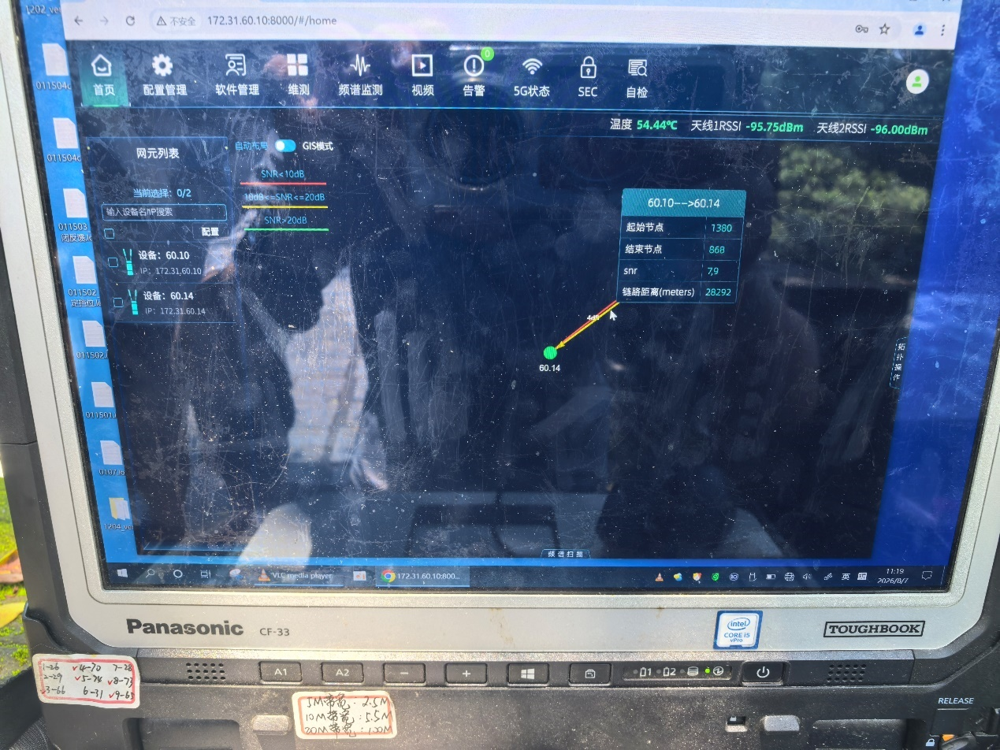 1202_ver
不安全 172.31.60.10:8000/#/home
首页 配置管理 软件管理 维测 频谱监测 视频 告警 0 5G状态 SEC 自检
温度 54.44℃ 天线1RSSI -95.75dBm 天线2RSSI -96.00dBm
网元列表
当前选择：0/2
输入设备名/IP搜索
配置
设备：60.10
IP：172.31.60.10
设备：60.14
IP：172.31.60.14
自动布局 GIS模式
SNR<10dB
10dB<=SNR<=20dB
SNR>20dB
60.10-->60.14
起始节点 1380
结束节点 868
snr 7,9
链路距离(meters) 28292
60.14
拓扑操作
频谱扫描
011504c
011504c
011503
闭反馈.lo
011502
定档位.lo
011502.
011501.
0107.lo
1204_ve
VLC media player
172.31.60.10:800...
英
11:19
2026/8/7
Panasonic CF-33
intel
CORE i5
vPro
TOUGHBOOK
A1 A2 − + 1 2
1-26 √4-70 7-28
2-29 √5-74 √8-73
√3-66 6-31 √9-63
5M带宽：2.5M
10M带宽：5.5M
20M带宽：
RELEASE